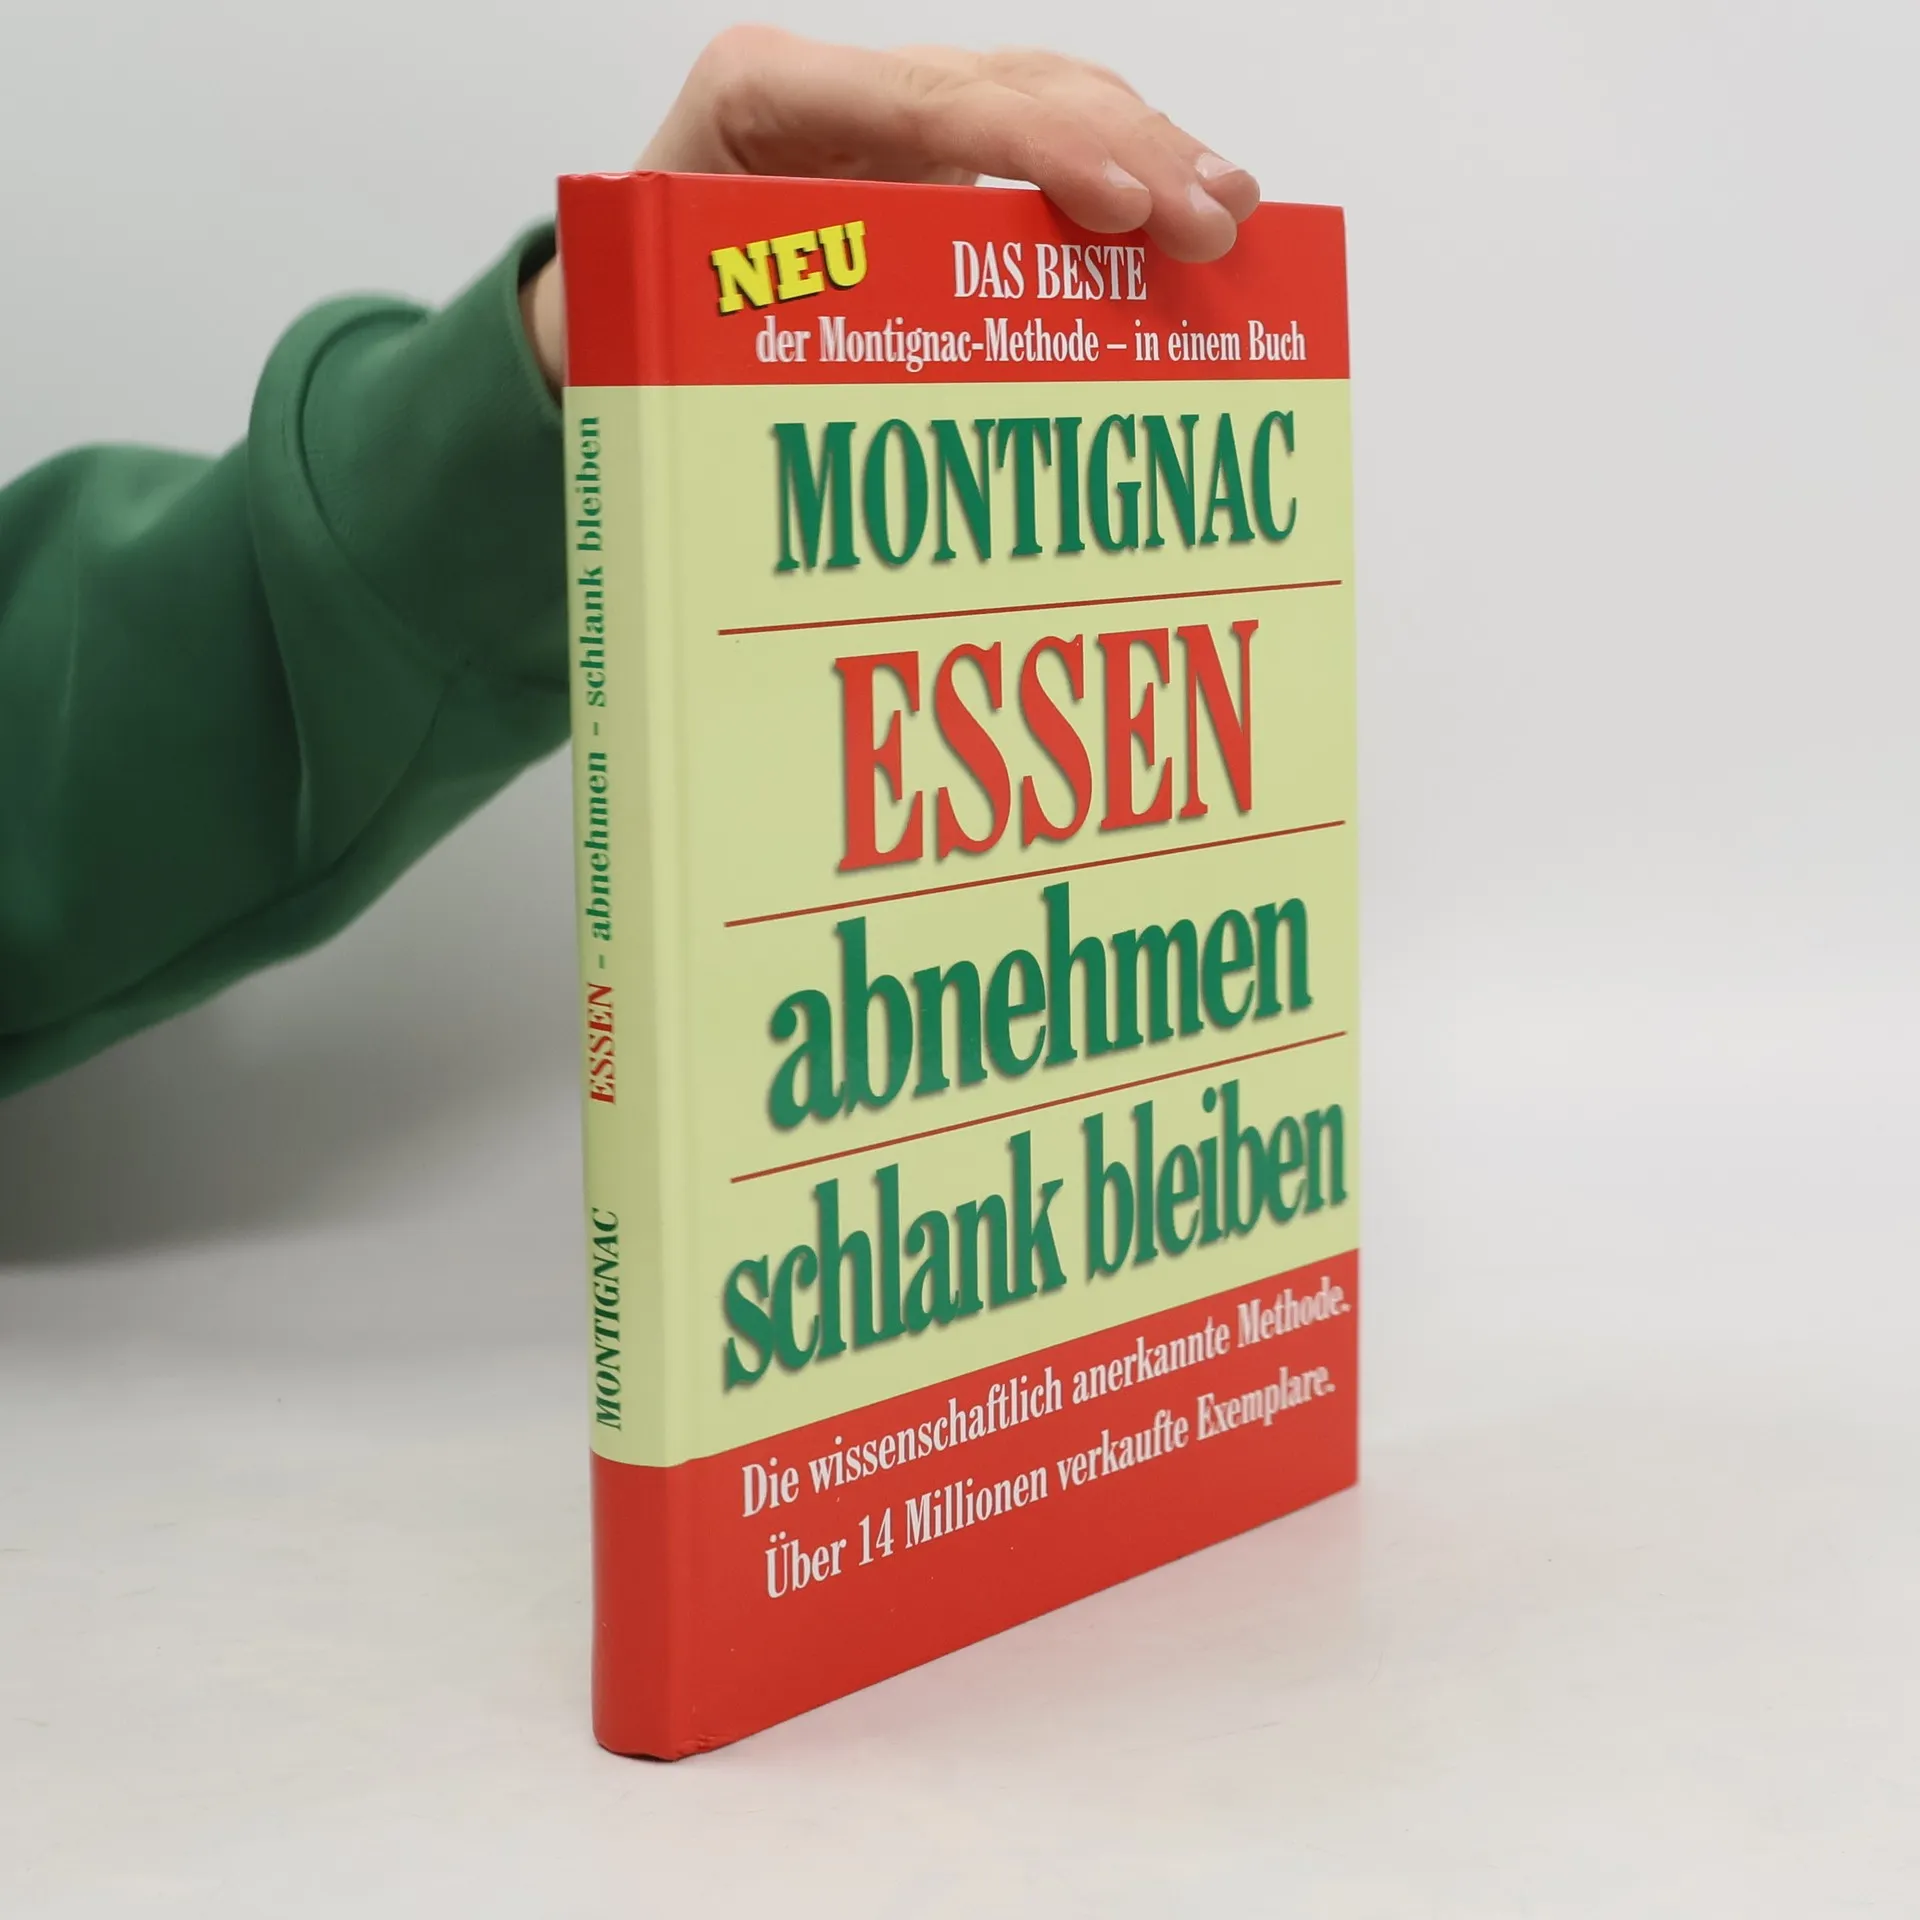 NEU
DAS BESTE
der Montignac-Methode – in einem Buch
MONTIGNAC
ESSEN
abnehmen
schlank bleiben
Die wissenschaftlich anerkannte Methode.
Über 14 Millionen verkaufte Exemplare.
MONTIGNAC ESSEN - abnehmen - schlank bleiben